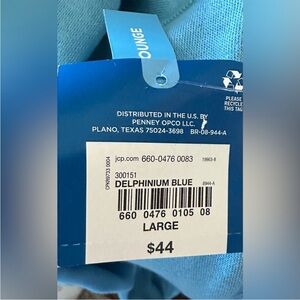 OUNGE
PLEASE
RECYCLE
THIS TAG
DISTRIBUTED IN THE U.S. BY
PENNEY OPCO LLC.
PLANO, TEXAS 75024-3698 BR-08-944-A
jcp.com 660-0476 0083
300151
DELPHINIUM BLUE
660 0476 0105 08
LARGE
$44